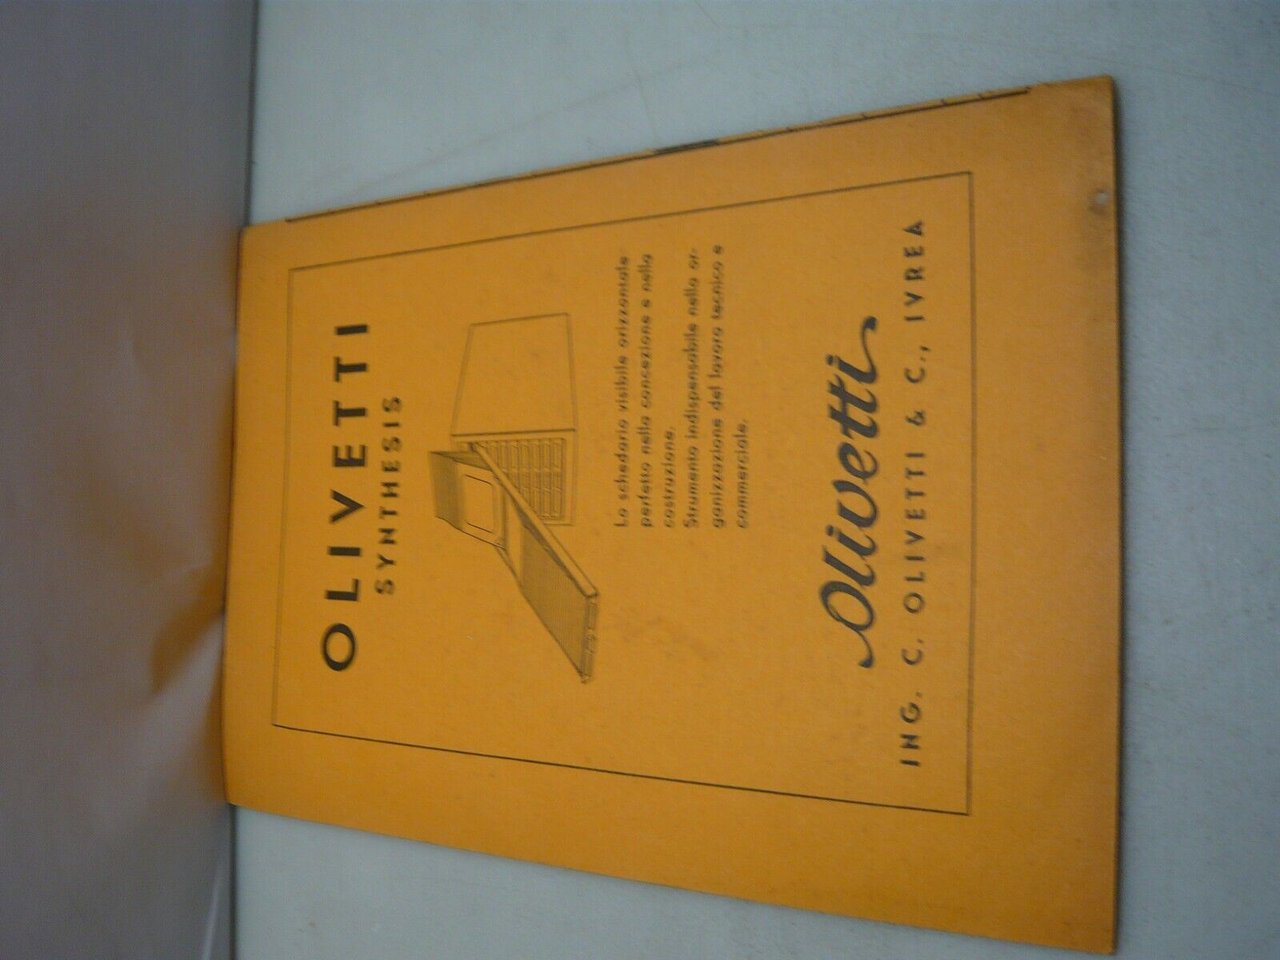 OLIVETTI
SYNTHESIS
Lo schedario visibile orizzontale
perfetto nella concezione e nella
costruzione.
Strumento indispensabile nella or-
ganizzazione del lavoro tecnico e
commerciale.
Olivetti
ING. C. OLIVETTI & C., IVREA